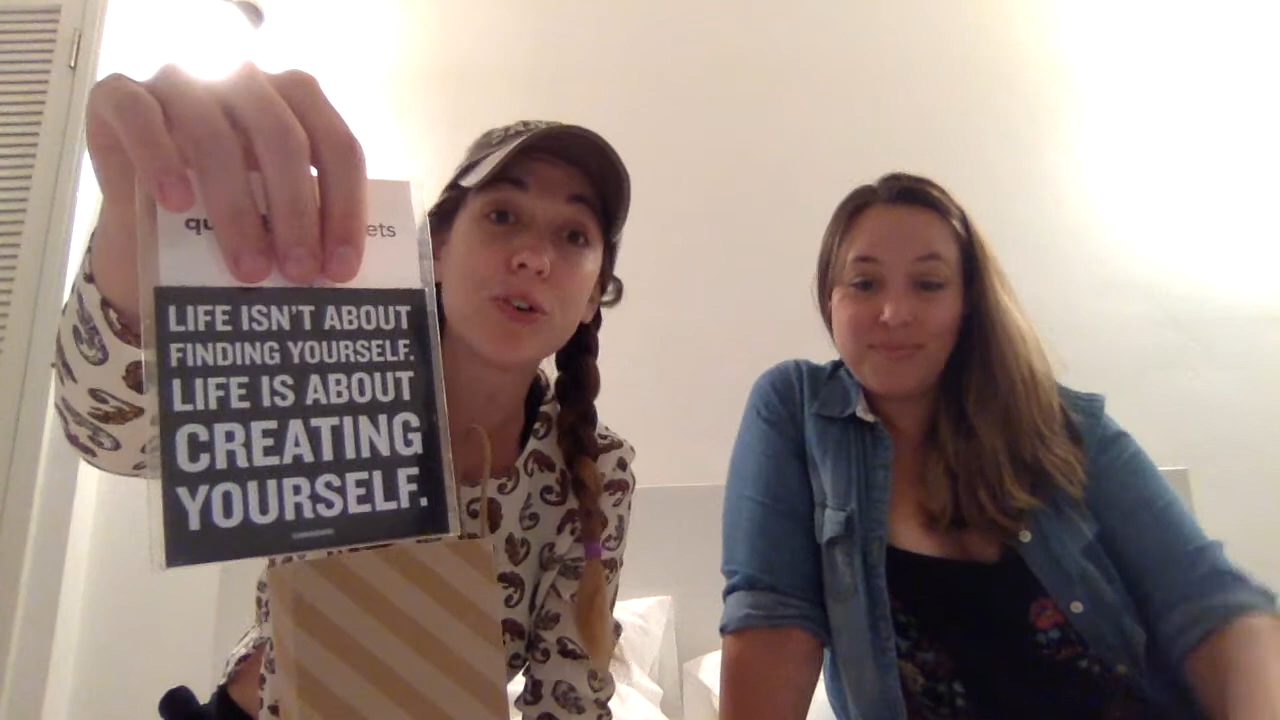 LIFE ISN'T ABOUT
FINDING YOURSELF.
LIFE IS ABOUT
CREATING
YOURSELF.